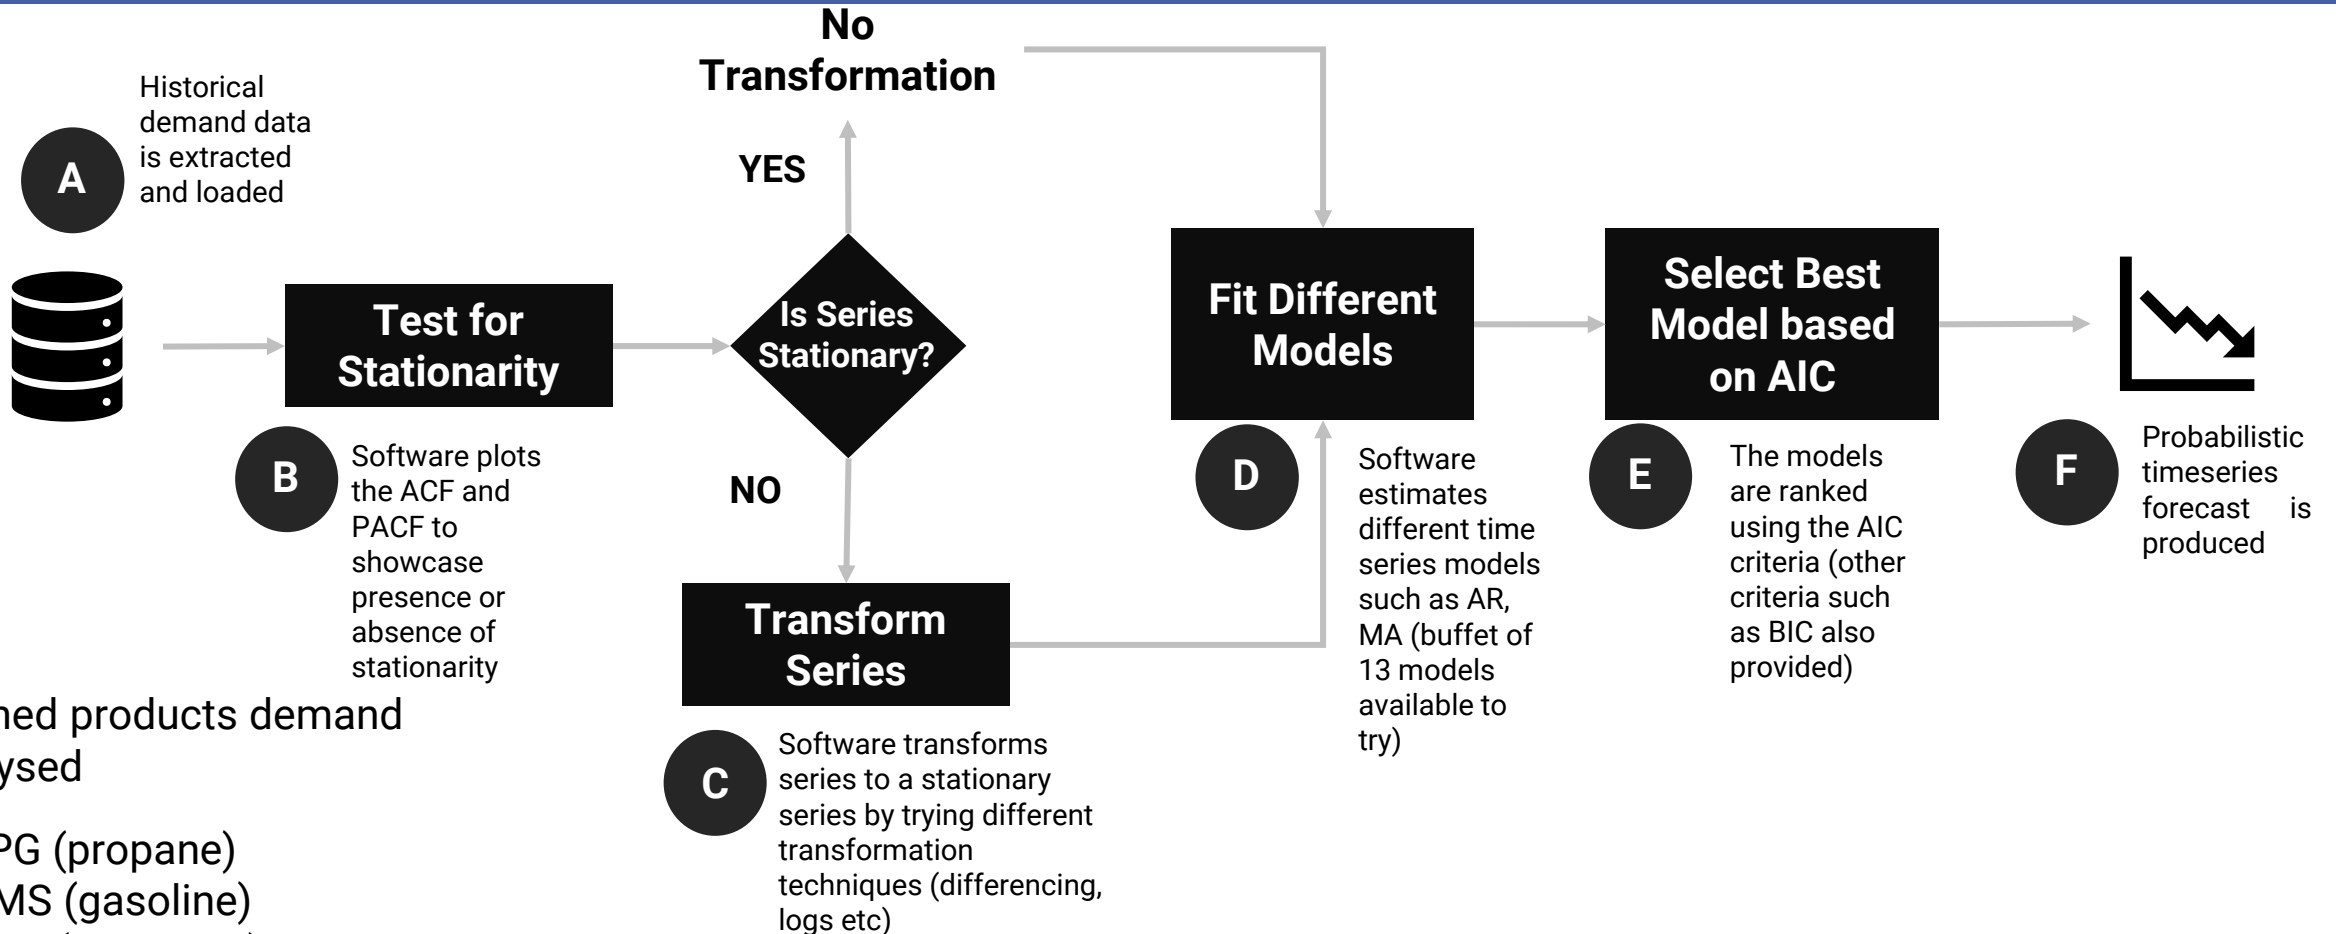 No
Transformation
Historical
demand data
is extracted
and loaded
A
YES
Test for
Stationarity
Is Series
Stationary?
Fit Different
Models
Select Best
Model based
on AIC
B
Software plots
the ACF and
PACF to
showcase
presence or
absence of
stationarity
NO
Transform
Series
C
Software transforms
series to a stationary
series by trying different
transformation
techniques (differencing,
logs etc)
D
Software
estimates
different time
series models
such as AR,
MA (buffet of
13 models
available to
try)
E
The models
are ranked
using the AIC
criteria (other
criteria such
as BIC also
provided)
F
Probabilistic
timeseries
forecast is
produced
products demand
(propane)
(gasoline)